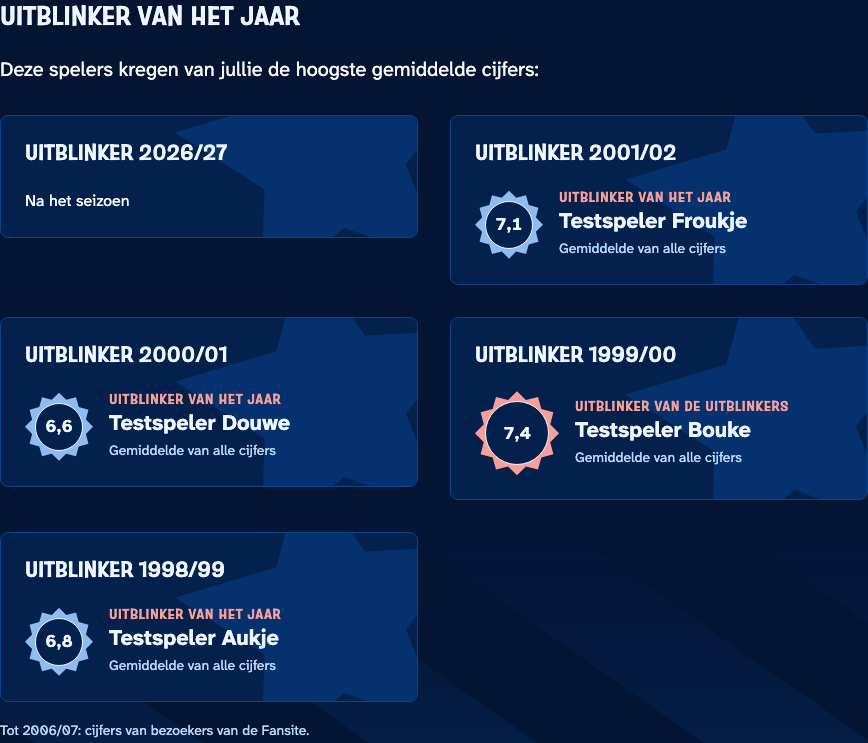 UITBLINKER VAN HET JAAR
Deze spelers kregen van jullie de hoogste gemiddelde cijfers:
UITBLINKER 2026/27
Na het seizoen
UITBLINKER 2001/02
7,1
UITBLINKER VAN HET JAAR
Testspeler Froukje
Gemiddelde van alle cijfers
UITBLINKER 2000/01
6,6
UITBLINKER VAN HET JAAR
Testspeler Douwe
Gemiddelde van alle cijfers
UITBLINKER 1999/00
7,4
UITBLINKER VAN DE UITBLINKERS
Testspeler Bouke
Gemiddelde van alle cijfers
UITBLINKER 1998/99
6,8
UITBLINKER VAN HET JAAR
Testspeler Aukje
Gemiddelde van alle cijfers
Tot 2006/07: cijfers van bezoekers van de Fansite.